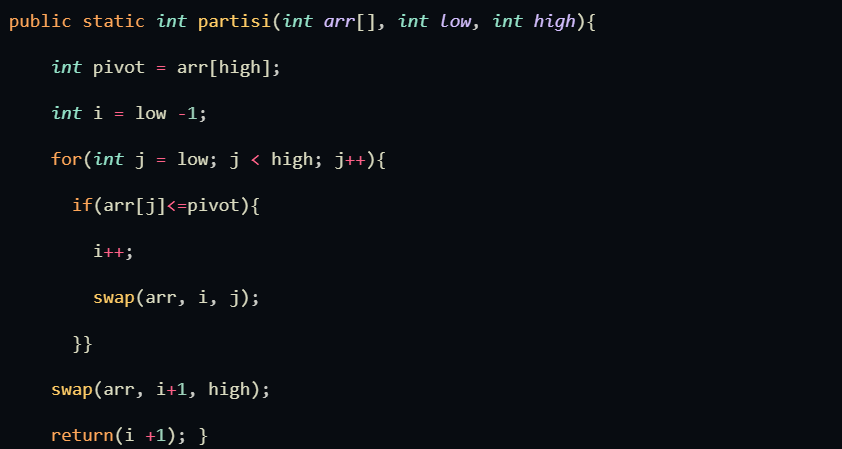 public static int partisi(int arr[], int low, int high){
int pivot = arr[high];
int i = low -1;
for(int j = low; j < high; j++){
if(arr[j]<=pivot){
i++;
swap(arr, i, j);
}}
swap(arr, i+1, high);
return(i +1); }